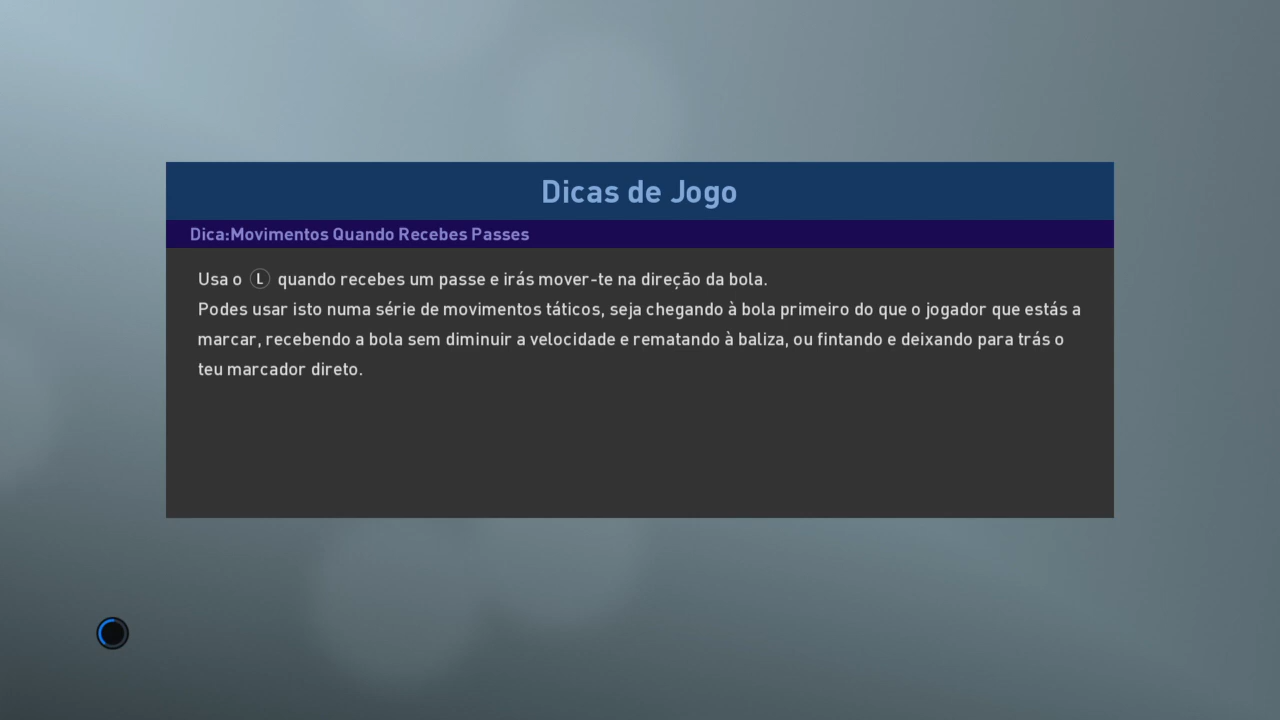 Dicas de Jogo
Dica:Movimentos Quando Recebes Passes
Usa o L quando recebes um passe e irás mover-te na direção da bola.
Podes usar isto numa série de movimentos táticos, seja chegando à bola primeiro do que o jogador que estás a
marcar, recebendo a bola sem diminuir a velocidade e rematando à baliza, ou fintando e deixando para trás o
teu marcador direto.